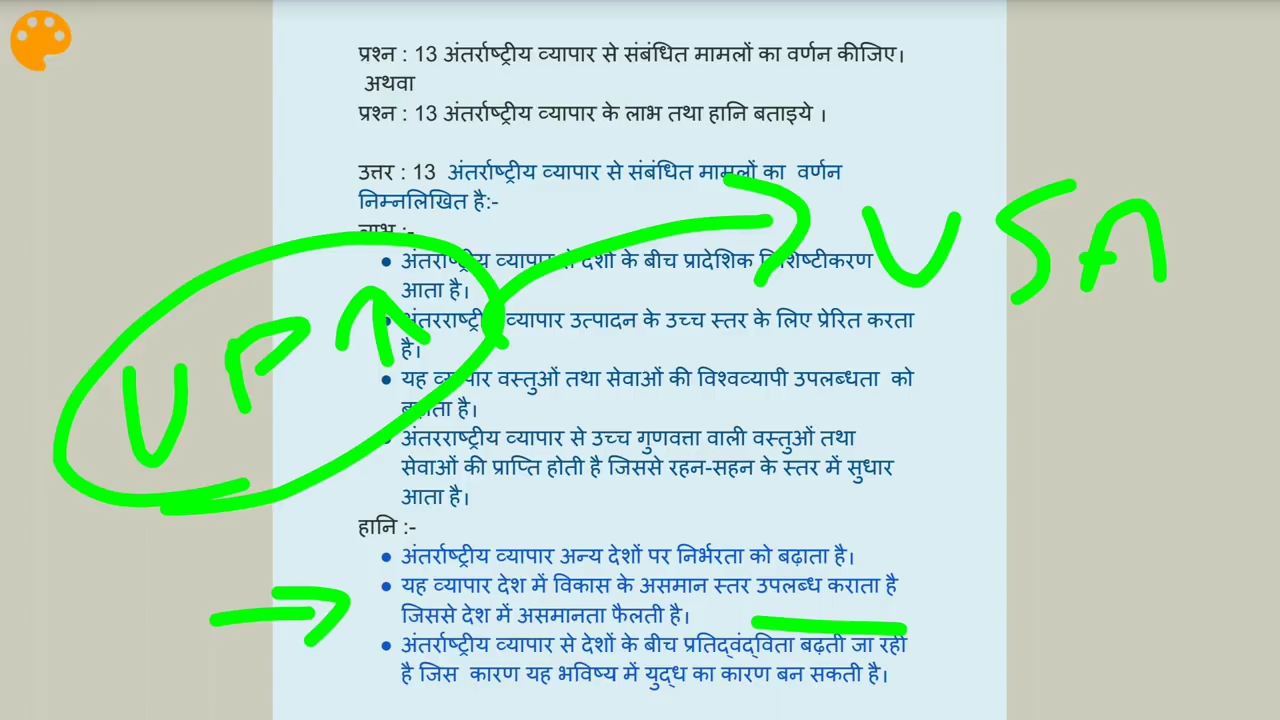 प्रश्न : 13 अंतर्राष्ट्रीय व्यापार से संबंधित मामलों का वर्णन कीजिए।
अथवा
प्रश्न : 13 अंतर्राष्ट्रीय व्यापार के लाभ तथा हानि बताइये ।
उत्तर : 13 अंतर्राष्ट्रीय व्यापार से संबंधित मामलों का वर्णन
निम्नलिखित है:-
लाभ :-
● अंतर्राष्ट्रीय व्यापार से देशों के बीच प्रादेशिक विशिष्टीकरण
आता है।
● अंतरराष्ट्रीय व्यापार उत्पादन के उच्च स्तर के लिए प्रेरित करता
है।
● यह व्यापार वस्तुओं तथा सेवाओं की विश्वव्यापी उपलब्धता को
बढ़ाता है।
● अंतरराष्ट्रीय व्यापार से उच्च गुणवत्ता वाली वस्तुओं तथा
सेवाओं की प्राप्ति होती है जिससे रहन-सहन के स्तर में सुधार
आता है।
हानि :-
● अंतर्राष्ट्रीय व्यापार अन्य देशों पर निर्भरता को बढ़ाता है।
● यह व्यापार देश में विकास के असमान स्तर उपलब्ध कराता है
जिससे देश में असमानता फैलती है।
● अंतर्राष्ट्रीय व्यापार से देशों के बीच प्रतिद्वंद्विता बढ़ती जा रही
है जिस कारण यह भविष्य में युद्ध का कारण बन सकती है।
UP↑
USA